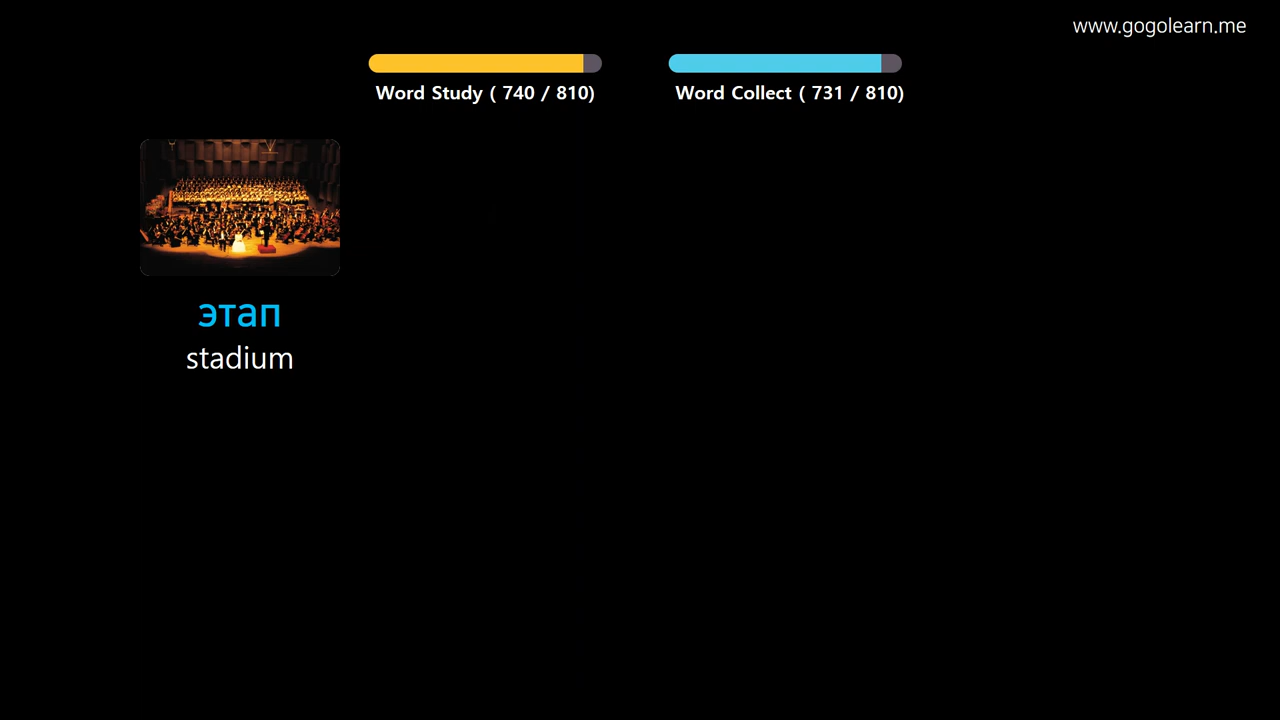 www.gogolearn.me
Word Study ( 740 / 810)
Word Collect ( 731 / 810)
этап
stadium